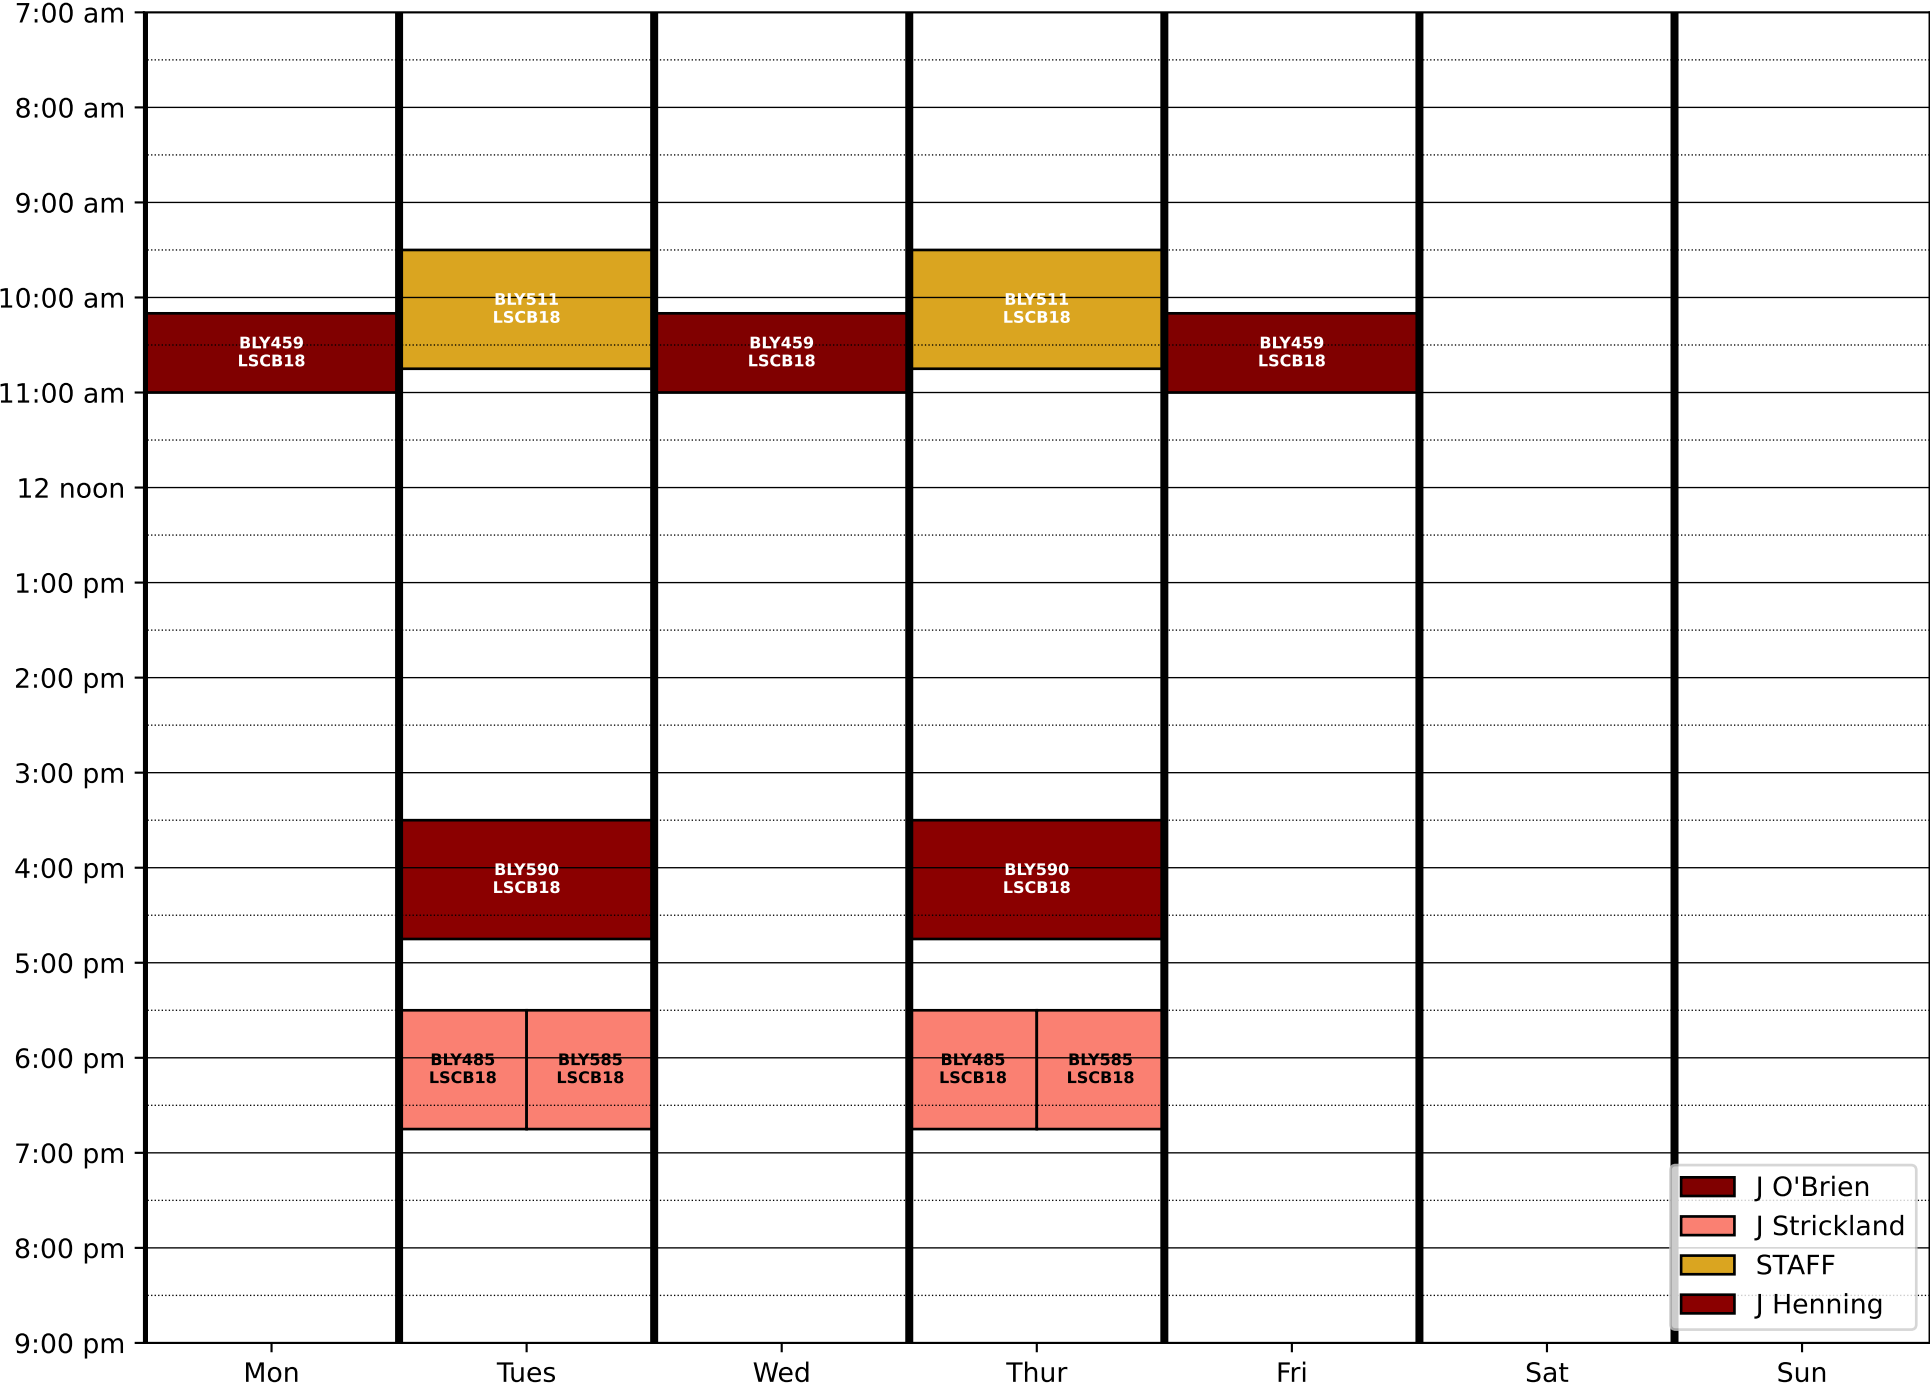 7:00 am
8:00 am
9:00 am
10:00 am
11:00 am
12 noon
1:00 pm
2:00 pm
3:00 pm
4:00 pm
5:00 pm
6:00 pm
7:00 pm
8:00 pm
9:00 pm
BLY459
LSCB18
BLY511
LSCB18
BLY590
LSCB18
BLY485
LSCB18
BLY585
LSCB18
BLY459
LSCB18
BLY511
LSCB18
BLY590
LSCB18
BLY485
LSCB18
BLY585
LSCB18
BLY459
LSCB18
J O'Brien
J Strickland
STAFF
J Henning
Mon
Tues
Wed
Thur
Fri
Sat
Sun